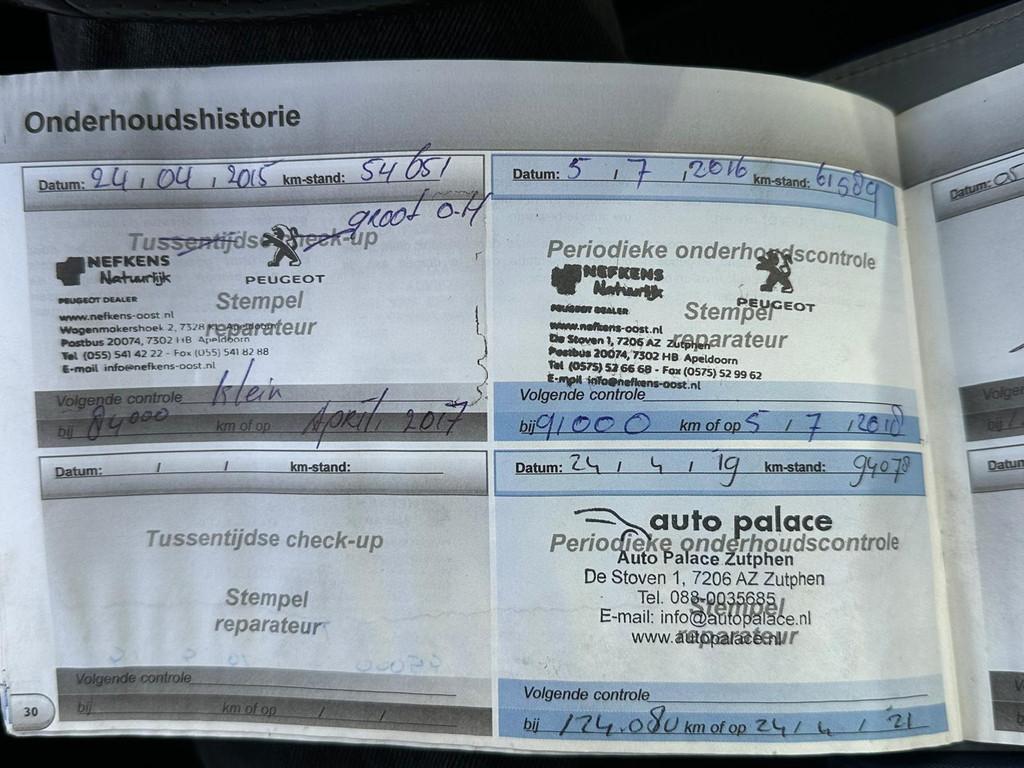 Onderhoudshistorie
Datum: 24 / 04 / 2015 km-stand: 54651
groot O-H
Tussentijdse check-up
NEFKENS
Natuurlijk
PEUGEOT
PEUGEOT DEALER
Stempel
reparateur
www.nefkens-oost.nl
Wagenmakershoek 2, 7328 Apeldoorn
Postbus 20074, 7302 HB Apeldoorn
Tel (055) 541 42 22 - Fax (055) 541 82 88
E-mail info@nefkens-oost.nl
Volgende controle Klein
bij 84000 km of op April, 2017
Datum: 5 / 7 / 2016 km-stand: 61589
Periodieke onderhoudscontrole
NEFKENS
Natuurlijk
PEUGEOT
PEUGEOT DEALER
Stempel
reparateur
www.nefkens-oost.nl
De Stoven 1, 7206 AZ Zutphen
Postbus 20074, 7302 HB Apeldoorn
Tel (0575) 52 66 68 - Fax (0575) 52 99 62
E-mail info@nefkens-oost.nl
Volgende controle
bij 91000 km of op 5 / 7 / 2018
Datum: / / km-stand:
Tussentijdse check-up
Stempel
reparateur
Volgende controle
bij km of op / /
Datum: 24 / 4 / '19 km-stand: 94078
auto palace
Periodieke onderhoudscontrole
Auto Palace Zutphen
De Stoven 1, 7206 AZ Zutphen
Tel. 088-0035685
Stempel
E-mail: info@autopalace.nl
www.autopalace.nl
reparateur
Volgende controle
bij 124.080 km of op 24 / 4 / '21
30
Datum: 05